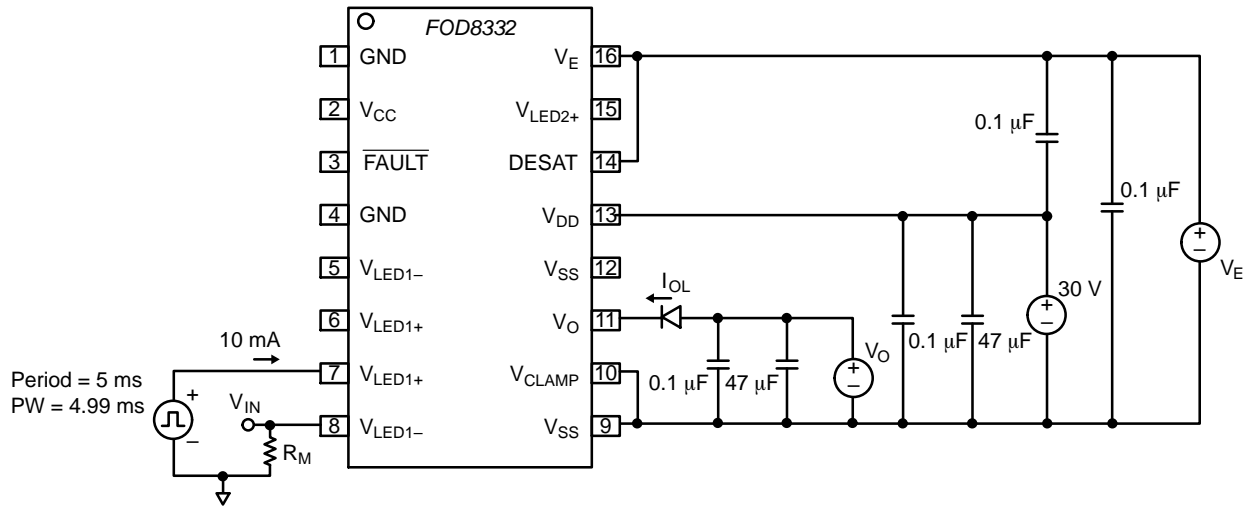 FOD8332
1 GND
2 VCC
3 FAULT
4 GND
5 VLED1–
6 VLED1+
7 VLED1+
8 VLED1–
VE 16
VLED2+ 15
DESAT 14
VDD 13
VSS 12
VO 11
VCLAMP 10
VSS 9
10 mA
Period = 5 ms
PW = 4.99 ms
+
–
VIN
RM
IOL
0.1 μF
47 μF
VO
+
–
0.1 μF
47 μF
30 V
+
–
0.1 μF
0.1 μF
+
–
VE